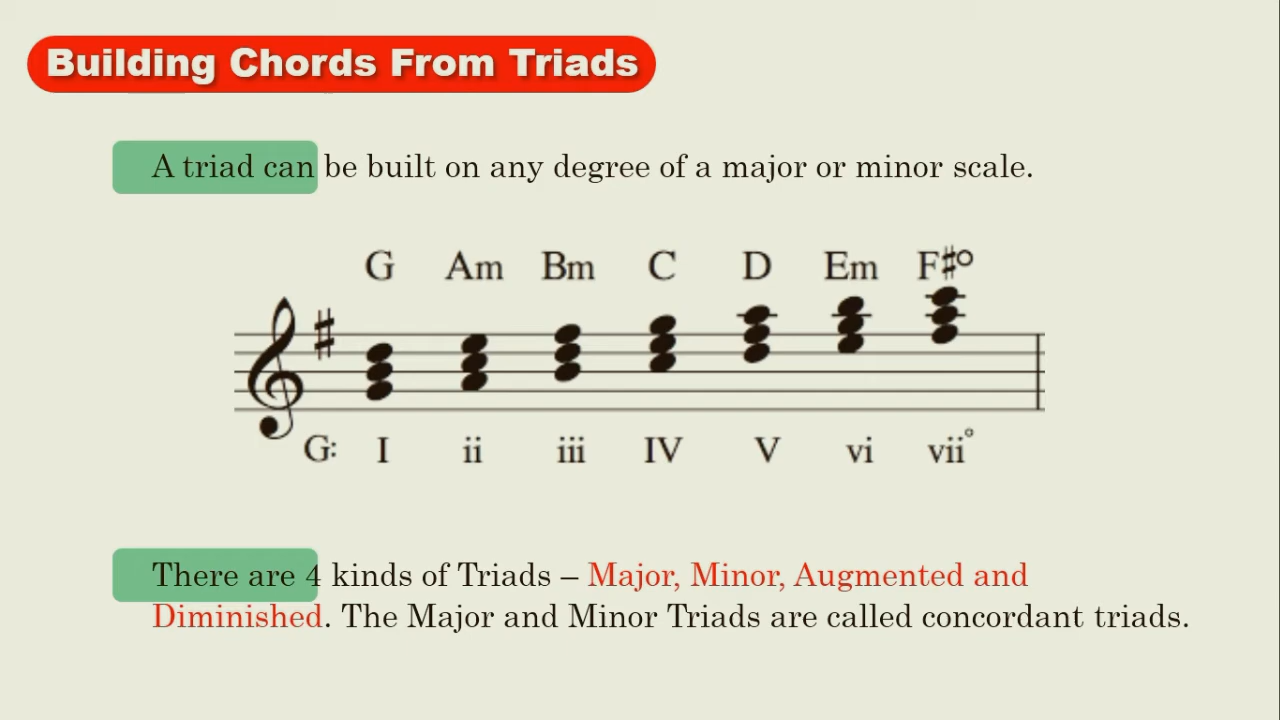 Building Chords From Triads
A triad can be built on any degree of a major or minor scale.
G Am Bm C D Em F♯○
G: I ii iii IV V vi vii°
There are 4 kinds of Triads – Major, Minor, Augmented and
Diminished. The Major and Minor Triads are called concordant triads.